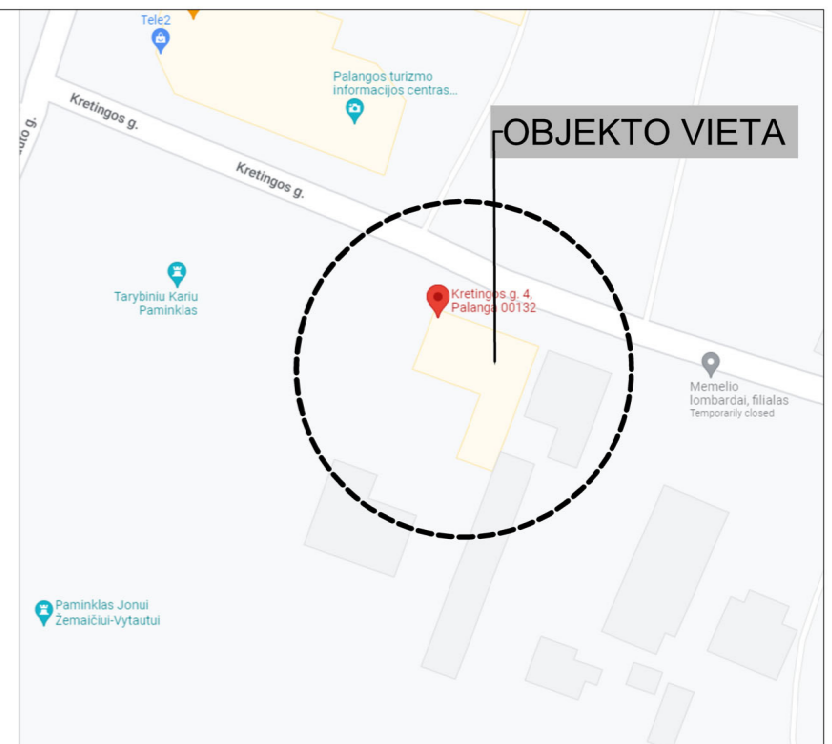 Tele2
Palangos turizmo
informacijos centras...
Kretingos g.
uto g.
OBJEKTO VIETA
Kretingos g.
Tarybiniu Kariu
Paminklas
Kretingos g. 4,
Palanga 00132
Memelio
lombardai, filialas
Temporarily closed
Paminklas Jonui
Žemaičiui-Vytautui